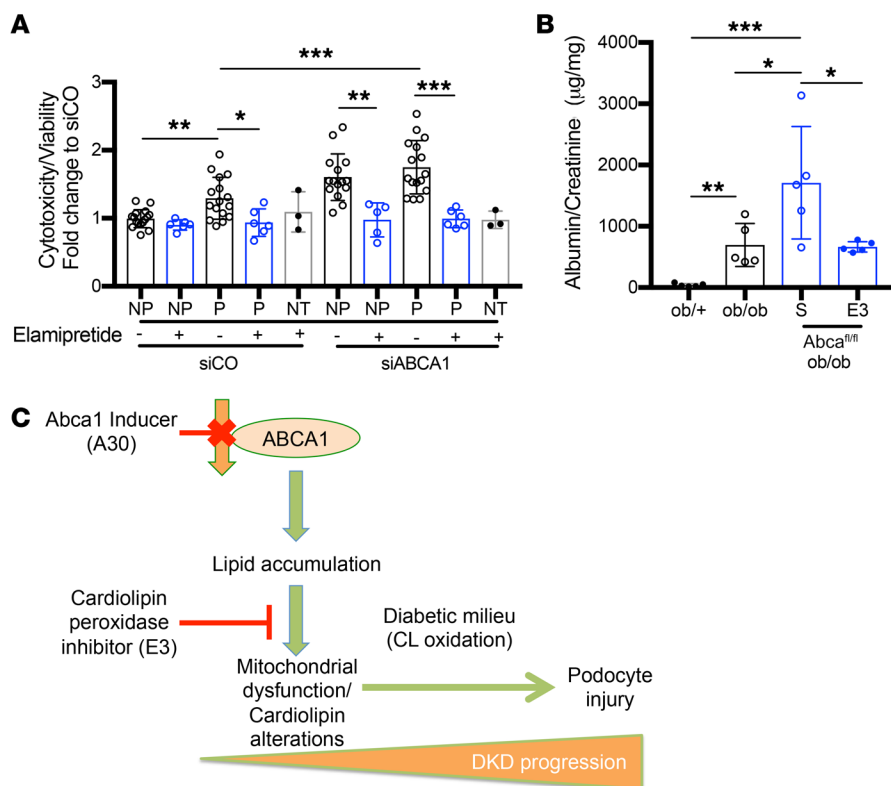 A
***
**
*
**
***
Cytotoxicity/Viability
Fold change to siCO
3
2
1
0
NP NP P P NT NP NP P P NT
Elamipretide - + - + + - + - + +
siCO siABCA1
B
***
*
*
**
Albumin/Creatinine (μg/mg)
4000
3000
2000
1000
0
ob/+ ob/ob S E3
Abca^fl/fl
ob/ob
C
Abca1 Inducer
(A30)
ABCA1
Lipid accumulation
Cardiolipin
peroxidase
inhibitor (E3)
Diabetic milieu
(CL oxidation)
Mitochondrial
dysfunction/
Cardiolipin
alterations
Podocyte
injury
DKD progression